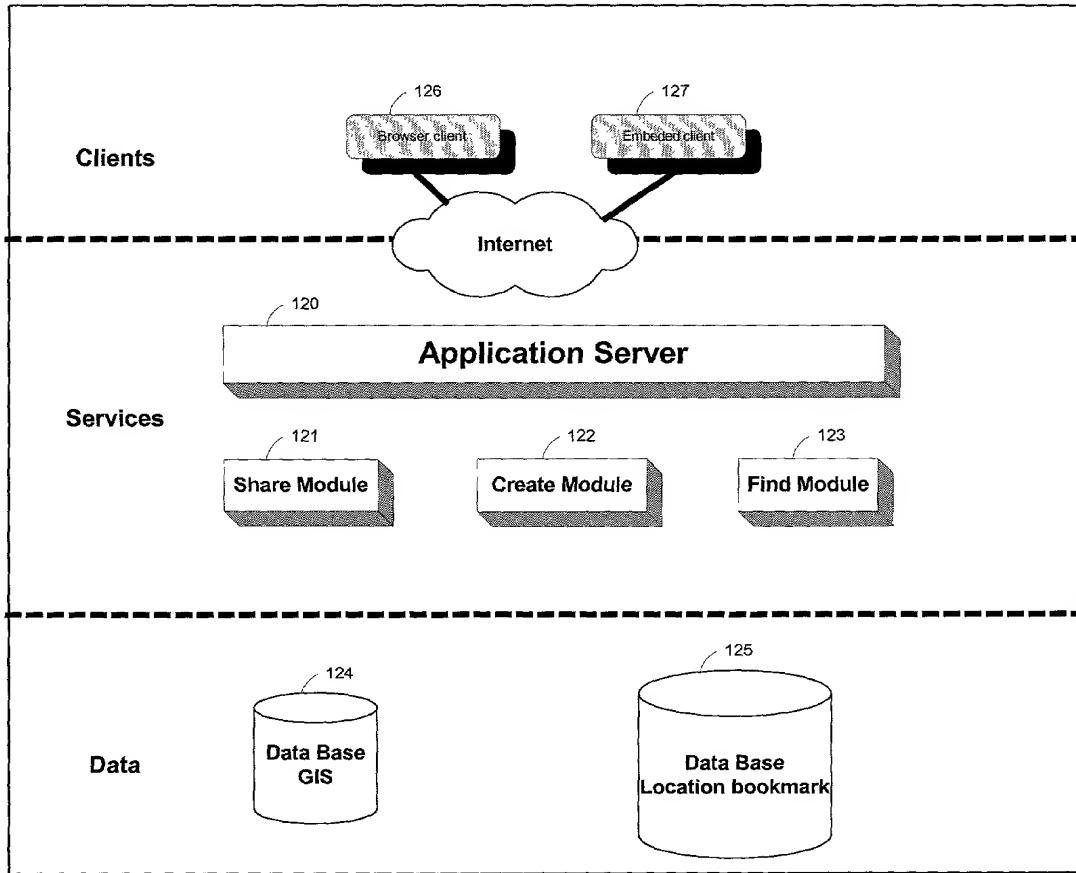 126
127
Browser client
Embeded client
Clients
Internet
120
Application Server
Services
121
122
123
Share Module
Create Module
Find Module
124
125
Data Base
GIS
Data Base
Location bookmark
Data